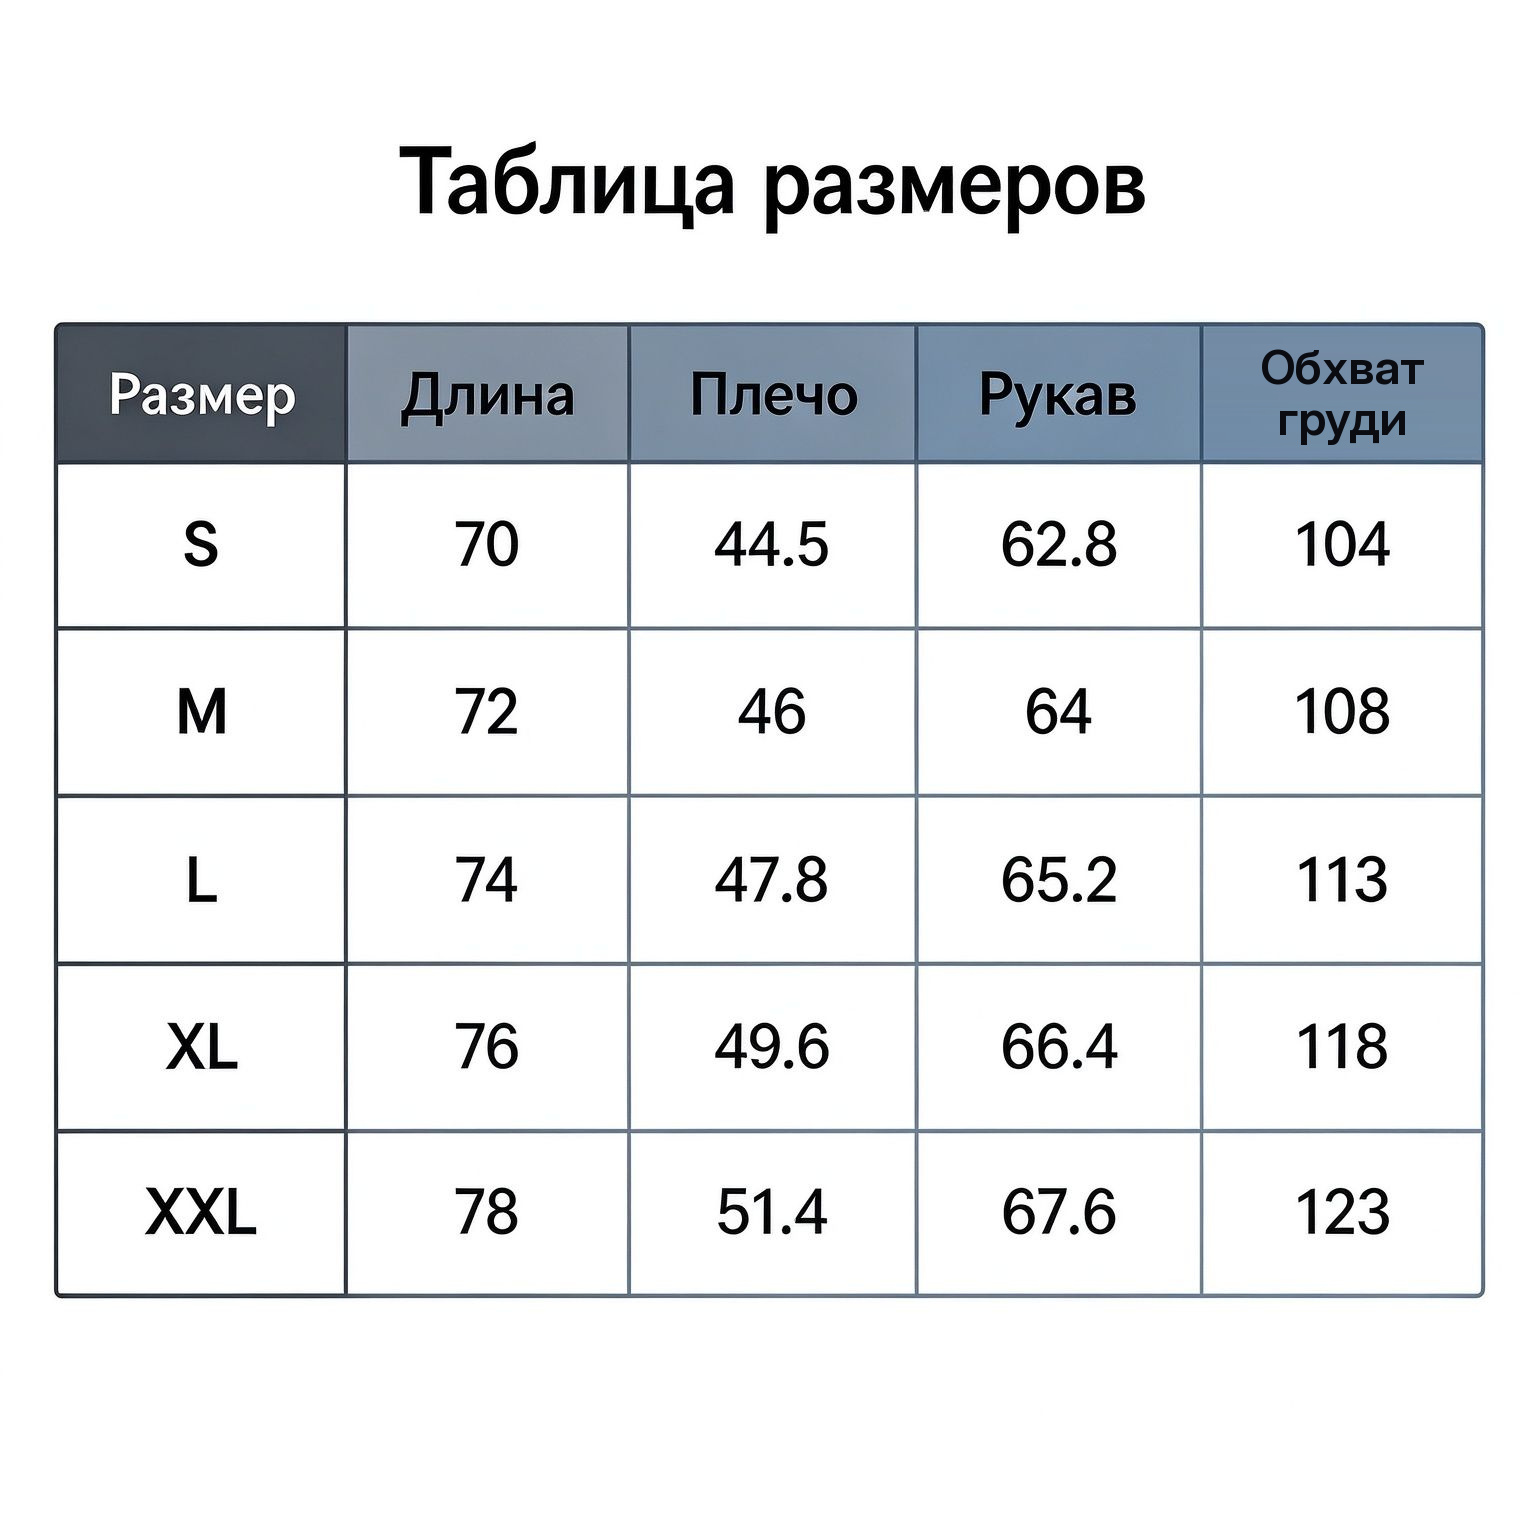 Таблица размеров
Размер Длина Плечо Рукав Обхват груди
S 70 44.5 62.8 104
M 72 46 64 108
L 74 47.8 65.2 113
XL 76 49.6 66.4 118
XXL 78 51.4 67.6 123